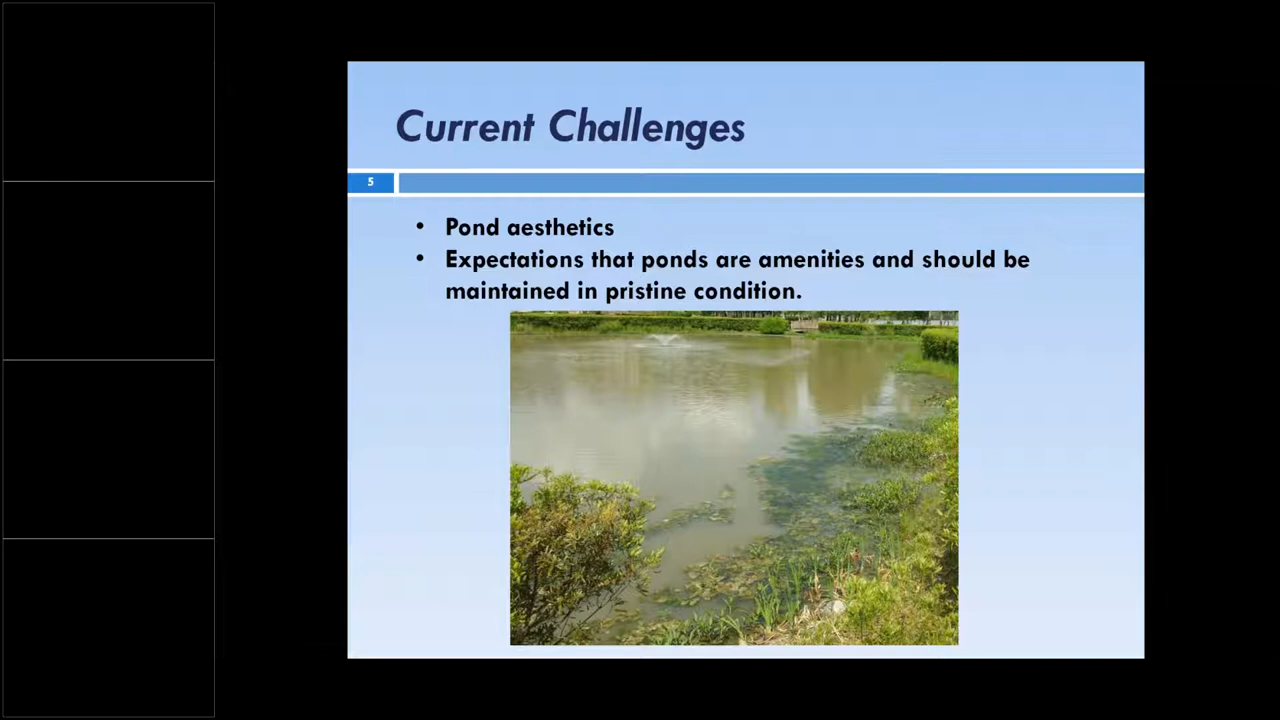 Current Challenges
5
• Pond aesthetics
• Expectations that ponds are amenities and should be
maintained in pristine condition.